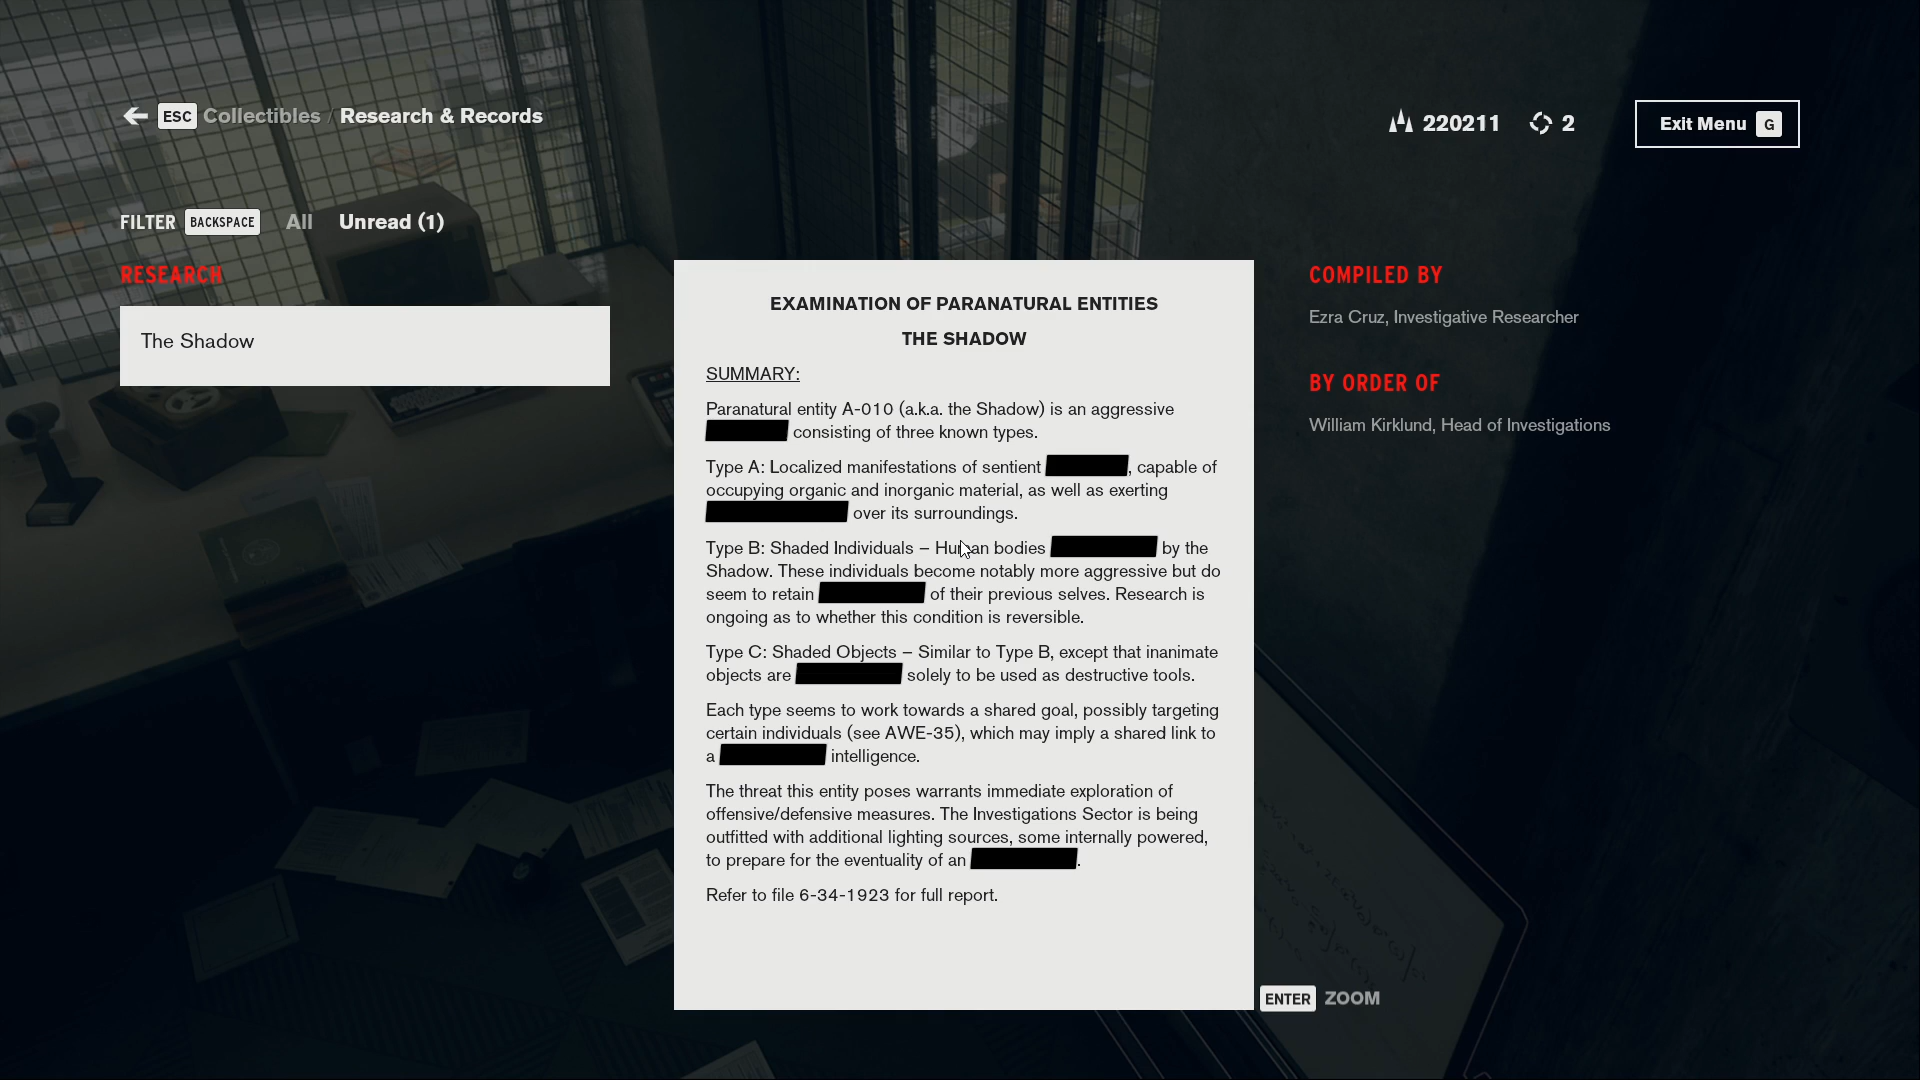 ESC Collectibles / Research & Records
220211 2
Exit Menu G
FILTER BACKSPACE All Unread (1)
RESEARCH
The Shadow
EXAMINATION OF PARANATURAL ENTITIES
THE SHADOW
SUMMARY:
Paranatural entity A-010 (a.k.a. the Shadow) is an aggressive
consisting of three known types.
Type A: Localized manifestations of sentient , capable of
occupying organic and inorganic material, as well as exerting
over its surroundings.
Type B: Shaded Individuals – Human bodies by the
Shadow. These individuals become notably more aggressive but do
seem to retain of their previous selves. Research is
ongoing as to whether this condition is reversible.
Type C: Shaded Objects – Similar to Type B, except that inanimate
objects are solely to be used as destructive tools.
Each type seems to work towards a shared goal, possibly targeting
certain individuals (see AWE-35), which may imply a shared link to
a intelligence.
The threat this entity poses warrants immediate exploration of
offensive/defensive measures. The Investigations Sector is being
outfitted with additional lighting sources, some internally powered,
to prepare for the eventuality of an .
Refer to file 6-34-1923 for full report.
COMPILED BY
Ezra Cruz, Investigative Researcher
BY ORDER OF
William Kirklund, Head of Investigations
ENTER ZOOM